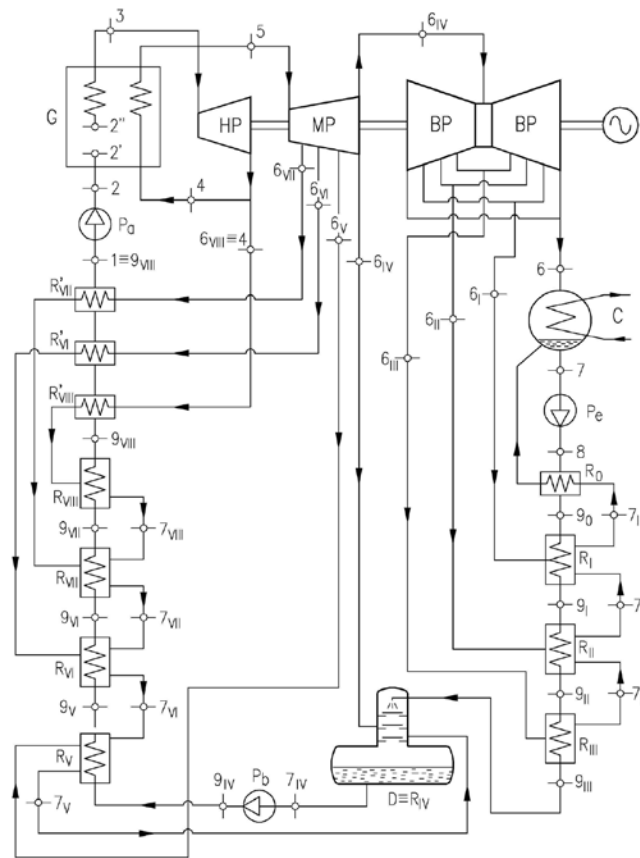 3
5
6IV
G
2"
2'
HP
MP
BP
BP
2
4
6VII
6VI
6V
Pa
6VIII≡4
6IV
6
1≡9VIII
6I
C
R'VII
6II
R'VI
6III
7
R'VIII
Pe
9VIII
8
R0
RVIII
90
7I
9VII
7VIII
RI
RVII
9VI
7VII
9I
7
RVI
RII
9V
7VI
9II
7
RV
Pb
RIII
9IV
7IV
9III
7V
D≡RIV